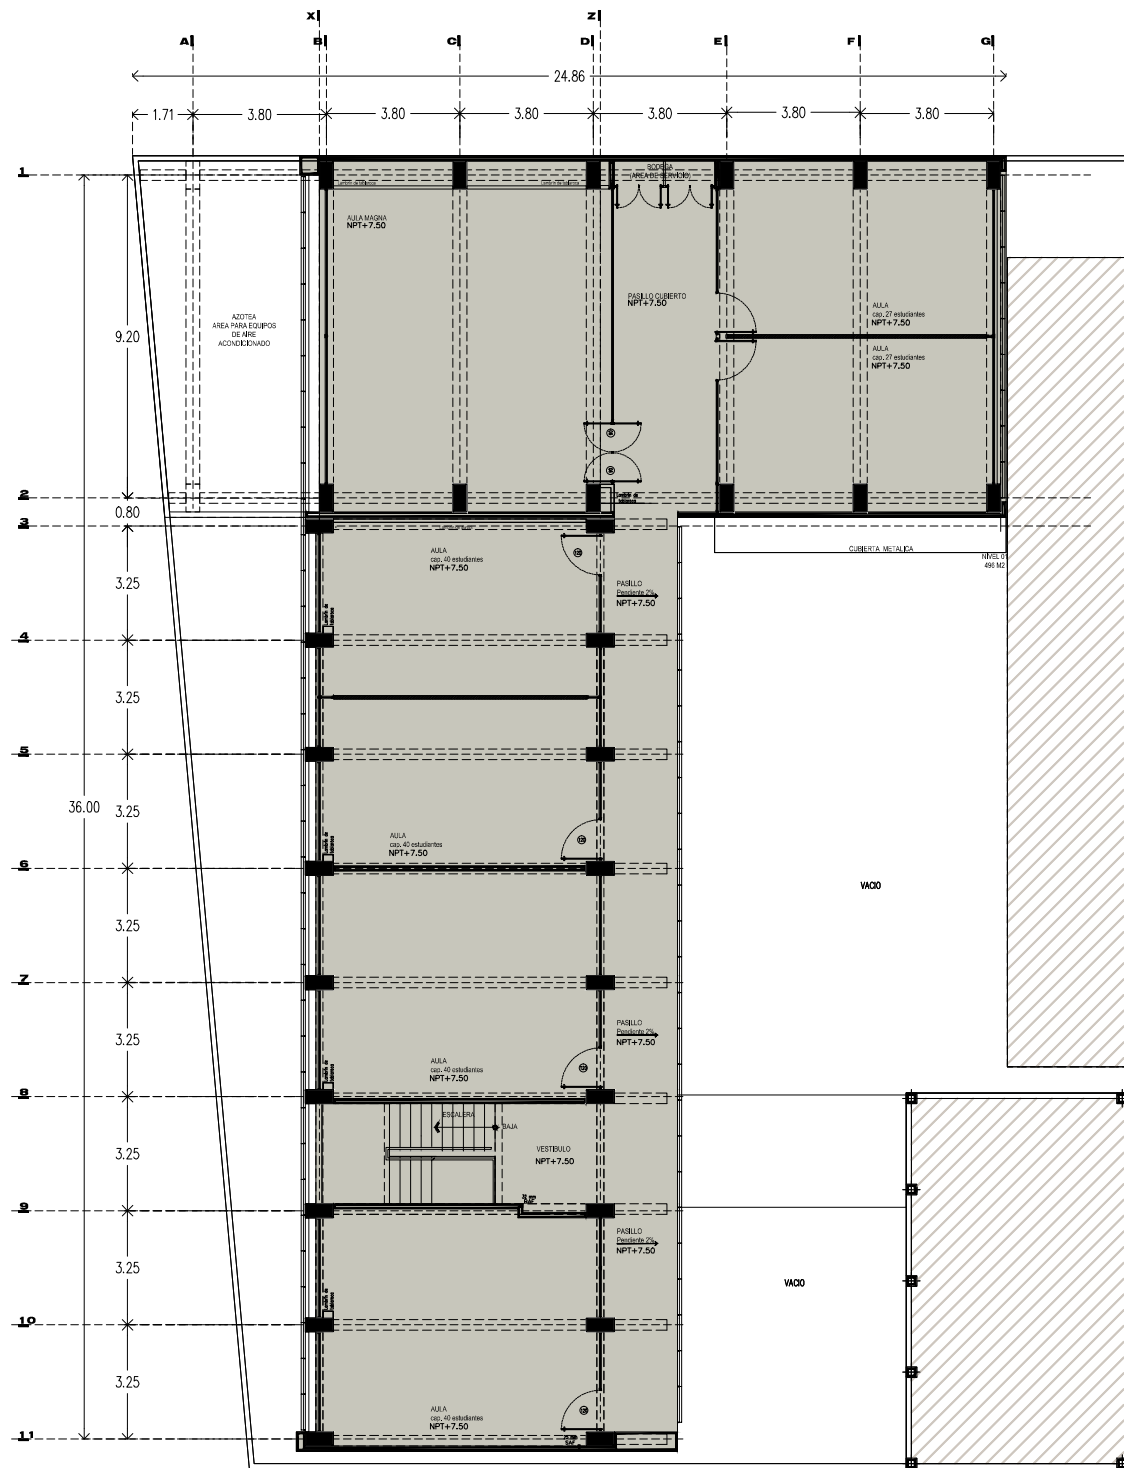 X
Z
A
B
C
D
E
F
G
24.86
1.71
3.80
3.80
3.80
3.80
3.80
3.80
1
BODEGA
(AREA DE SERVICIO)
AULA MAGNA
NPT+7.50
PASILLO CUBIERTO
NPT+7.50
AULA
cap. 27 estudiantes
NPT+7.50
AZOTEA
AREA PARA EQUIPOS
DE AIRE
ACONDICIONADO
9.20
AULA
cap. 27 estudiantes
NPT+7.50
2
0.80
3
CUBIERTA METALICA
NIVEL 01
496 M2
AULA
cap. 40 estudiantes
NPT+7.50
3.25
PASILLO
Pendiente 2%
NPT+7.50
4
3.25
5
36.00
3.25
AULA
cap. 40 estudiantes
NPT+7.50
6
VACIO
3.25
7
3.25
PASILLO
Pendiente 2%
NPT+7.50
AULA
cap. 40 estudiantes
NPT+7.50
8
ESCALERA
BAJA
3.25
VESTIBULO
NPT+7.50
9
PASILLO
Pendiente 2%
NPT+7.50
3.25
VACIO
10
3.25
AULA
cap. 40 estudiantes
NPT+7.50
11